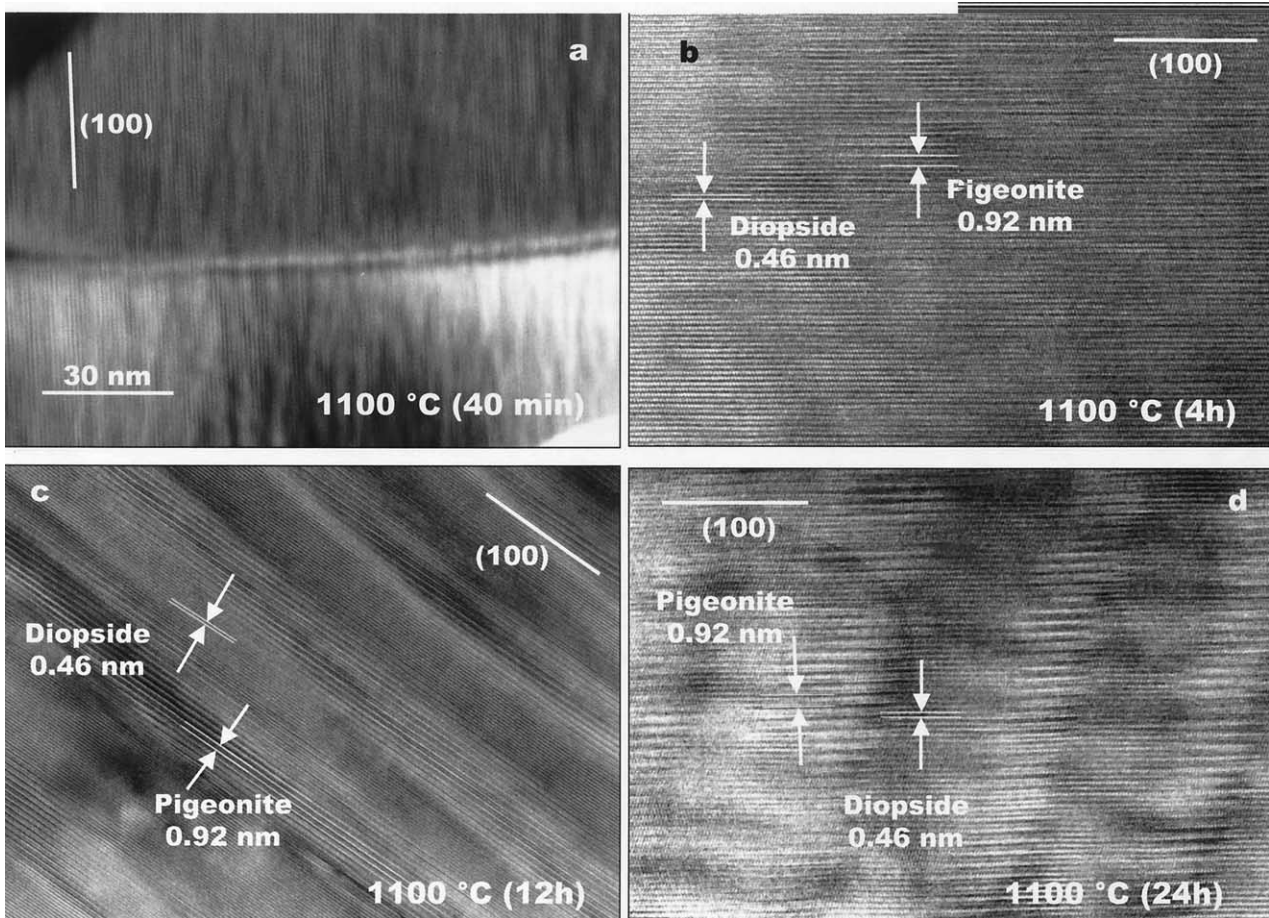 a
(100)
30 nm
1100 °C (40 min)
b
(100)
Pigeonite
0.92 nm
Diopside
0.46 nm
1100 °C (4h)
c
(100)
Diopside
0.46 nm
Pigeonite
0.92 nm
1100 °C (12h)
d
(100)
Pigeonite
0.92 nm
Diopside
0.46 nm
1100 °C (24h)